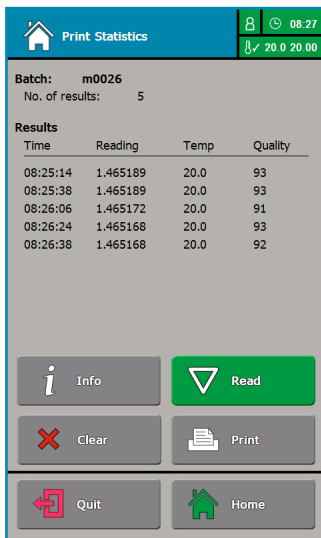 Print Statistics
08:27
20.0 20.00
Batch: m0026
No. of results: 5
Results
Time Reading Temp Quality
08:25:14 1.465189 20.0 93
08:25:38 1.465189 20.0 93
08:26:06 1.465172 20.0 91
08:26:24 1.465168 20.0 93
08:26:38 1.465168 20.0 92
i Info
Read
Clear
Print
Quit
Home